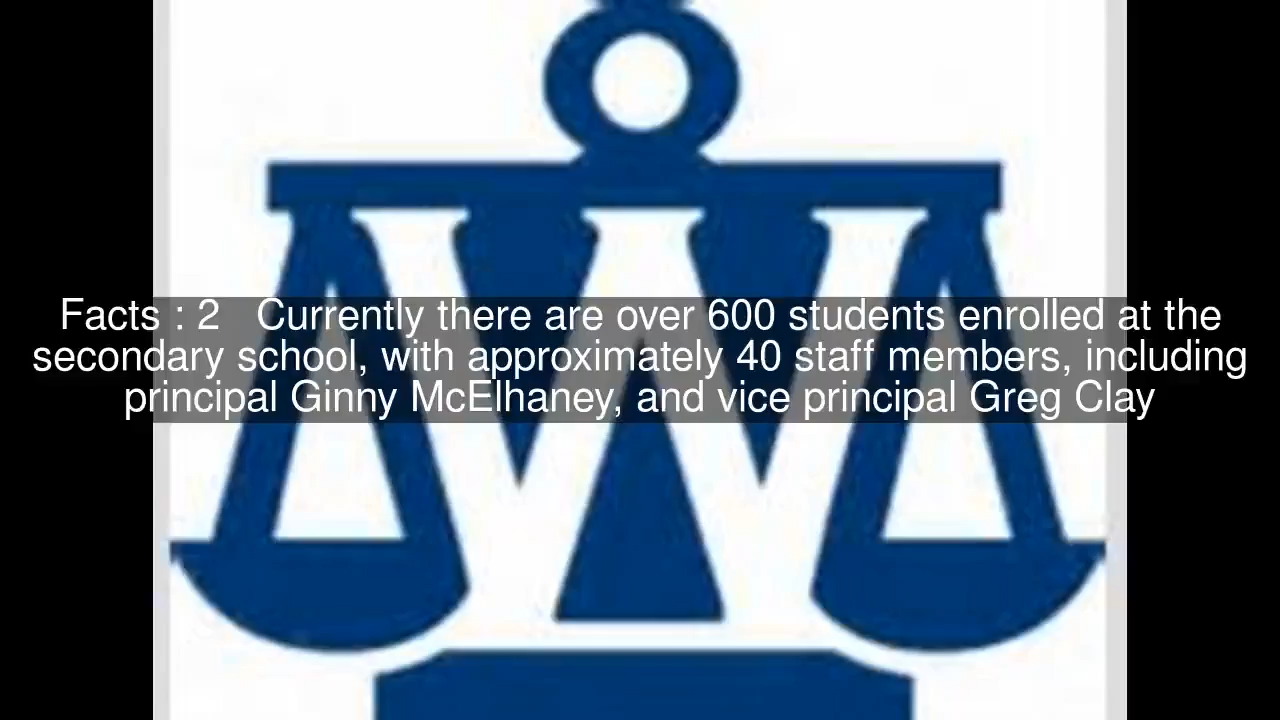 Facts : 2 Currently there are over 600 students enrolled at the
secondary school, with approximately 40 staff members, including
principal Ginny McElhaney, and vice principal Greg Clay
W